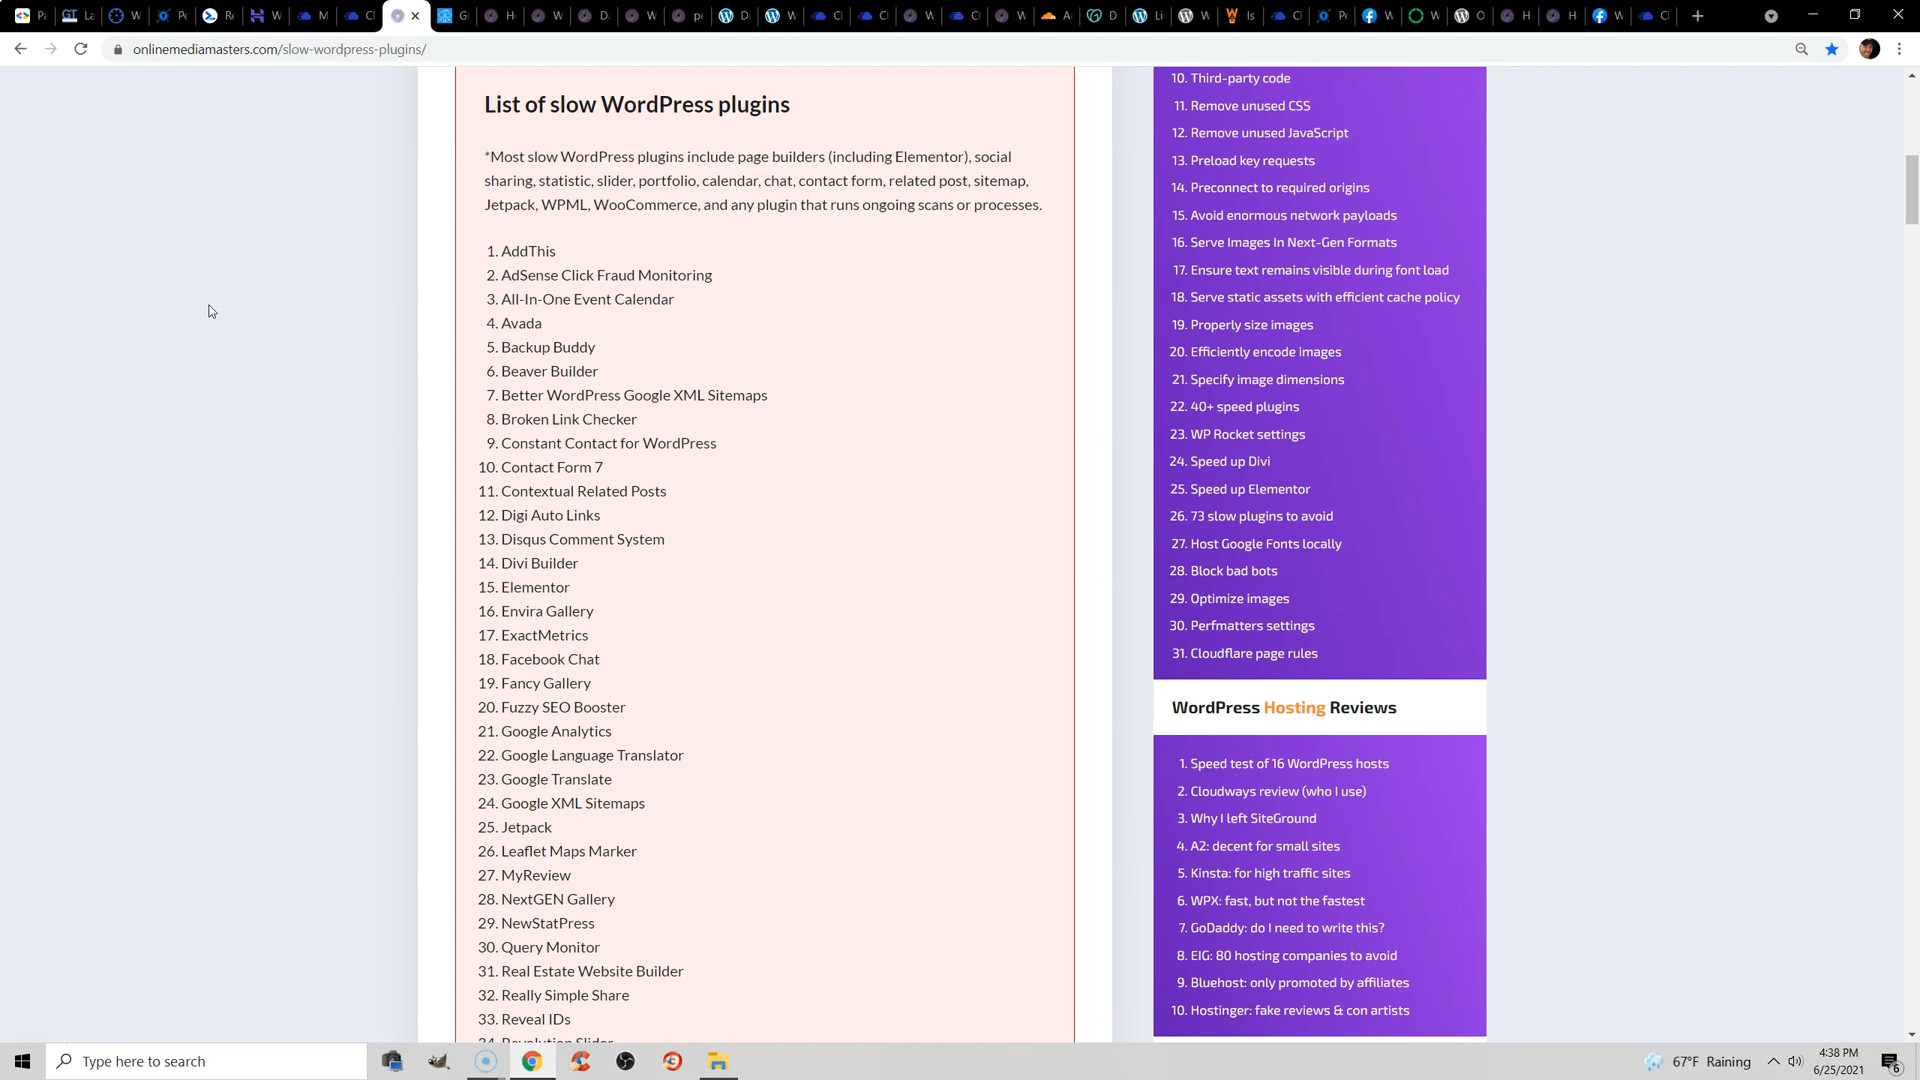 onlinemediamasters.com/slow-wordpress-plugins/
List of slow WordPress plugins
*Most slow WordPress plugins include page builders (including Elementor), social
sharing, statistic, slider, portfolio, calendar, chat, contact form, related post, sitemap,
Jetpack, WPML, WooCommerce, and any plugin that runs ongoing scans or processes.
1. AddThis
2. AdSense Click Fraud Monitoring
3. All-In-One Event Calendar
4. Avada
5. Backup Buddy
6. Beaver Builder
7. Better WordPress Google XML Sitemaps
8. Broken Link Checker
9. Constant Contact for WordPress
10. Contact Form 7
11. Contextual Related Posts
12. Digi Auto Links
13. Disqus Comment System
14. Divi Builder
15. Elementor
16. Envira Gallery
17. ExactMetrics
18. Facebook Chat
19. Fancy Gallery
20. Fuzzy SEO Booster
21. Google Analytics
22. Google Language Translator
23. Google Translate
24. Google XML Sitemaps
25. Jetpack
26. Leaflet Maps Marker
27. MyReview
28. NextGEN Gallery
29. NewStatPress
30. Query Monitor
31. Real Estate Website Builder
32. Really Simple Share
33. Reveal IDs
34. Revolution Slider
10. Third-party code
11. Remove unused CSS
12. Remove unused JavaScript
13. Preload key requests
14. Preconnect to required origins
15. Avoid enormous network payloads
16. Serve Images In Next-Gen Formats
17. Ensure text remains visible during font load
18. Serve static assets with efficient cache policy
19. Properly size images
20. Efficiently encode images
21. Specify image dimensions
22. 40+ speed plugins
23. WP Rocket settings
24. Speed up Divi
25. Speed up Elementor
26. 73 slow plugins to avoid
27. Host Google Fonts locally
28. Block bad bots
29. Optimize images
30. Perfmatters settings
31. Cloudflare page rules
WordPress Hosting Reviews
1. Speed test of 16 WordPress hosts
2. Cloudways review (who I use)
3. Why I left SiteGround
4. A2: decent for small sites
5. Kinsta: for high traffic sites
6. WPX: fast, but not the fastest
7. GoDaddy: do I need to write this?
8. EIG: 80 hosting companies to avoid
9. Bluehost: only promoted by affiliates
10. Hostinger: fake reviews & con artists
Type here to search
67°F Raining
4:38 PM
6/25/2021
6